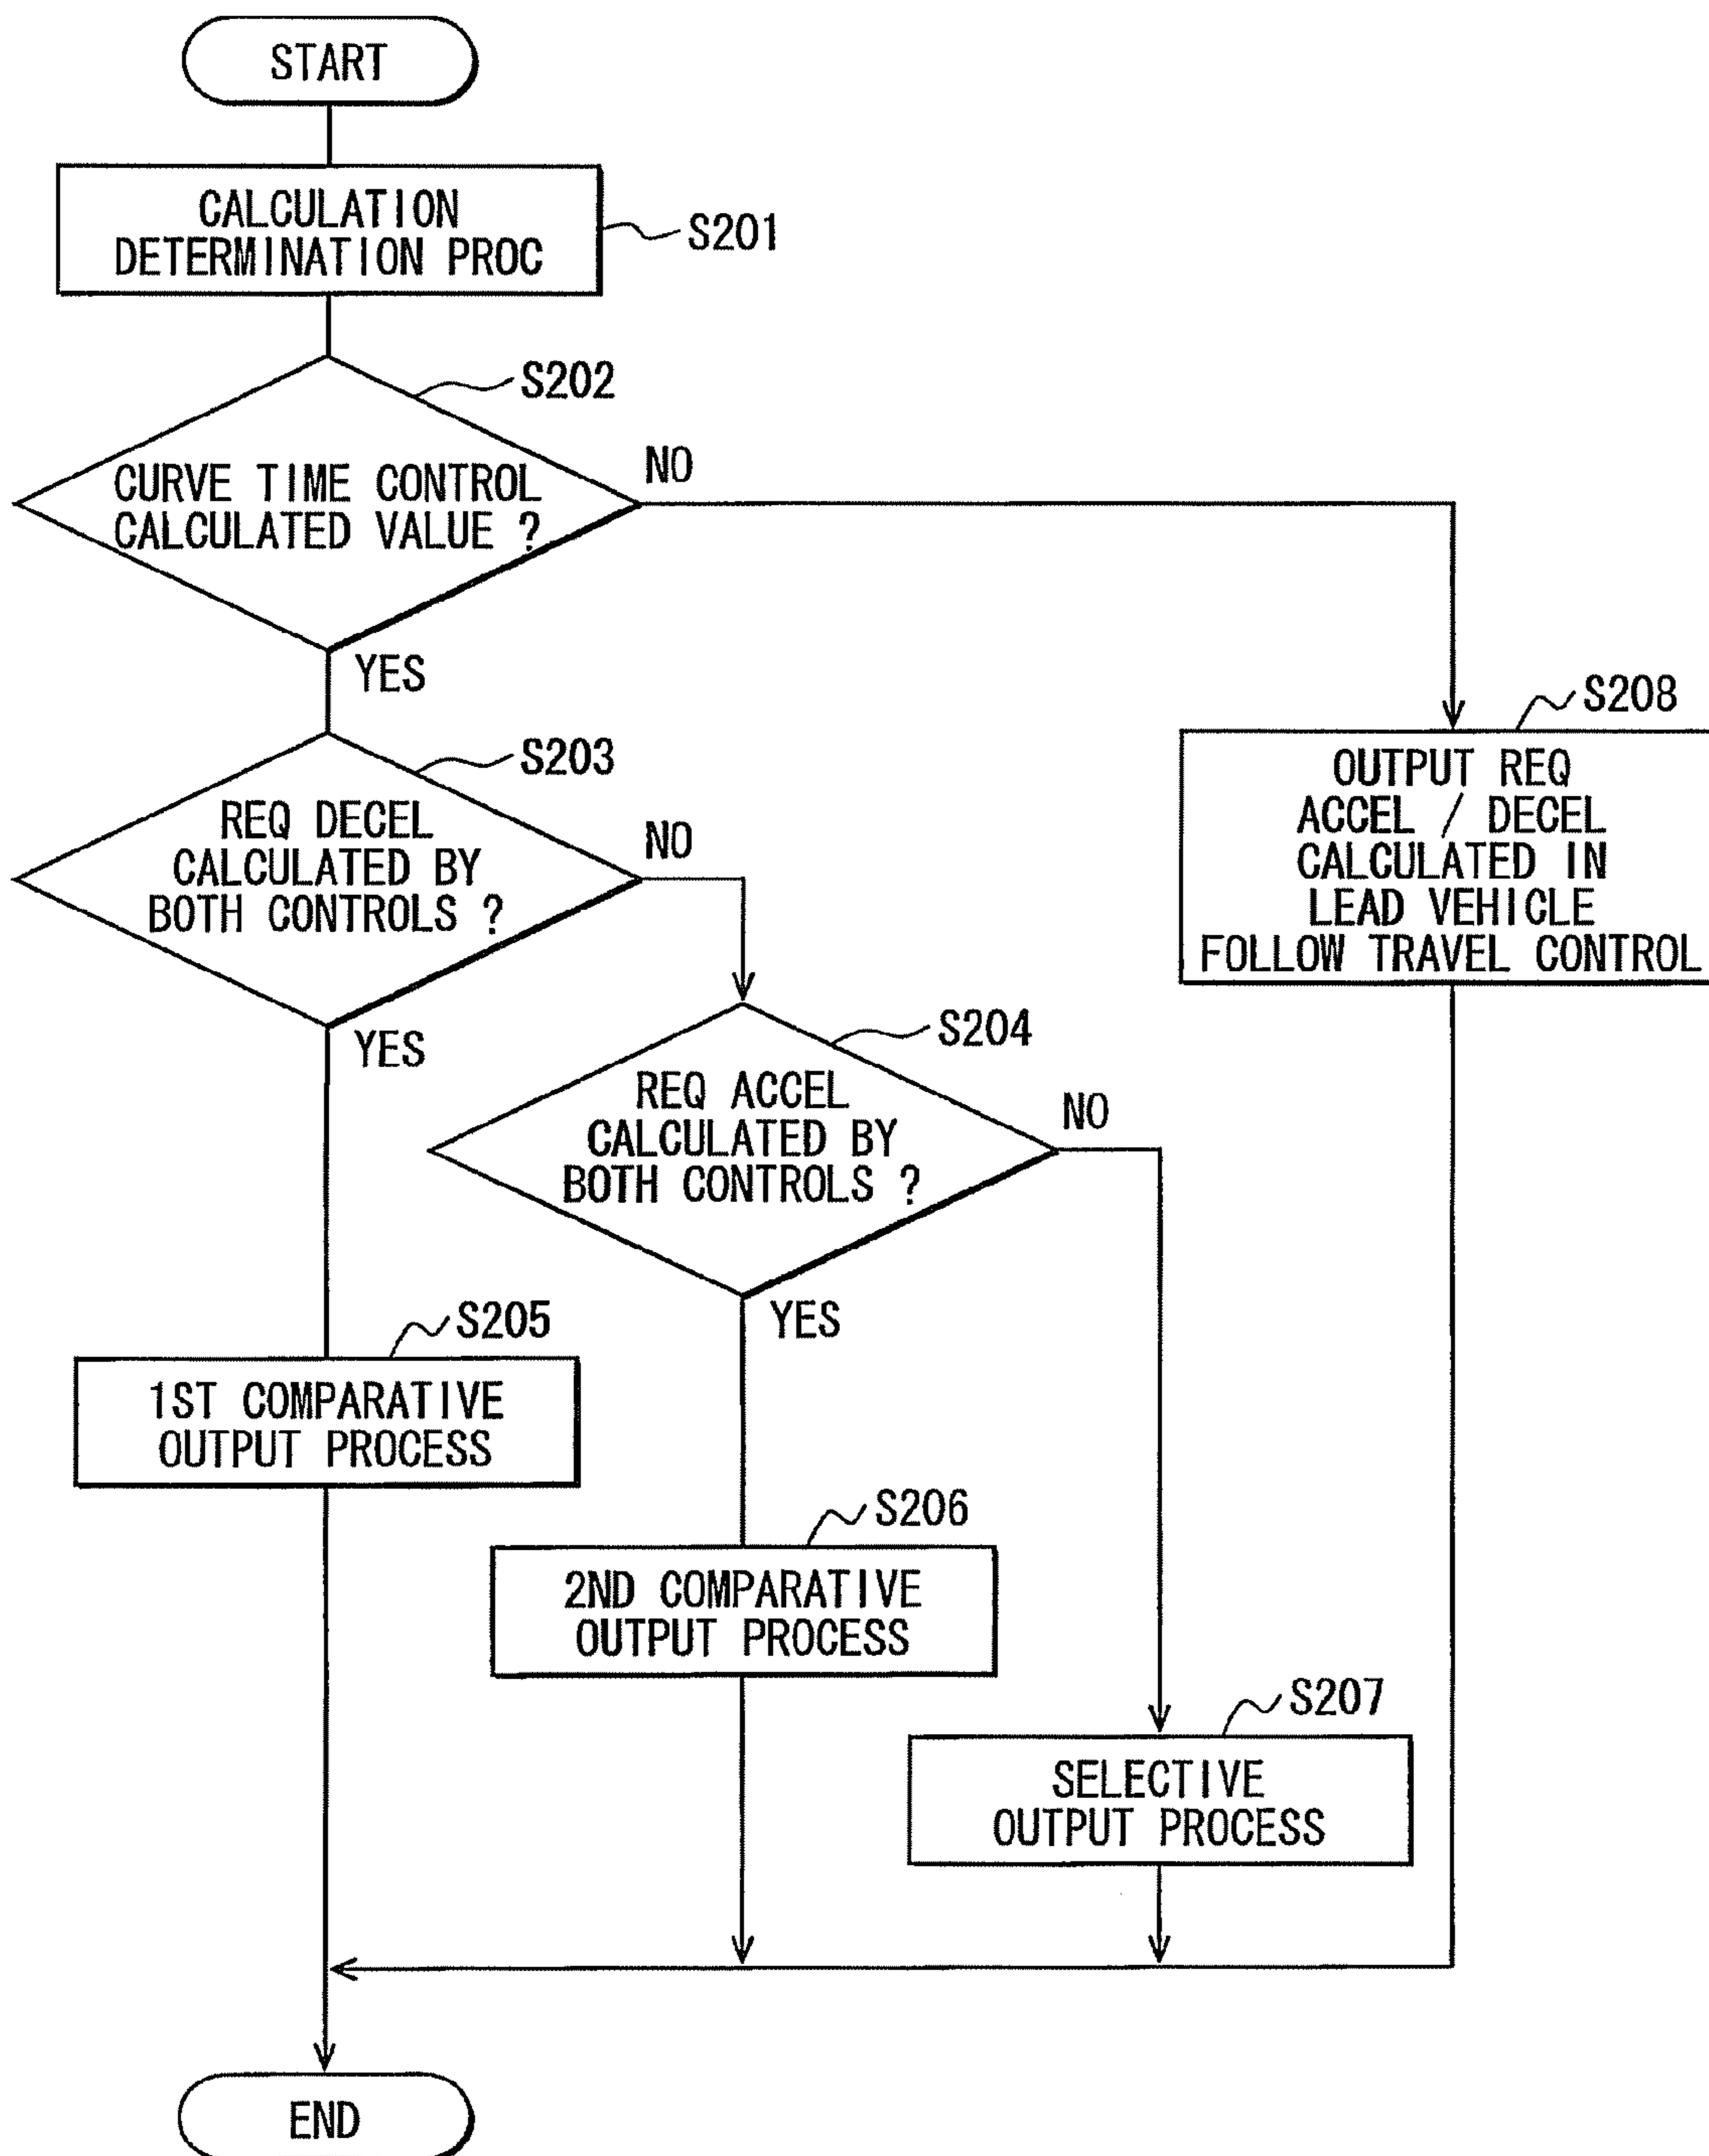 START
CALCULATION
DETERMINATION PROC
S201
S202
CURVE TIME CONTROL
CALCULATED VALUE ?
NO
YES
S203
REQ DECEL
CALCULATED BY
BOTH CONTROLS ?
NO
YES
S208
OUTPUT REQ
ACCEL / DECEL
CALCULATED IN
LEAD VEHICLE
FOLLOW TRAVEL CONTROL
S204
REQ ACCEL
CALCULATED BY
BOTH CONTROLS ?
NO
YES
S205
1ST COMPARATIVE
OUTPUT PROCESS
S206
2ND COMPARATIVE
OUTPUT PROCESS
S207
SELECTIVE
OUTPUT PROCESS
END